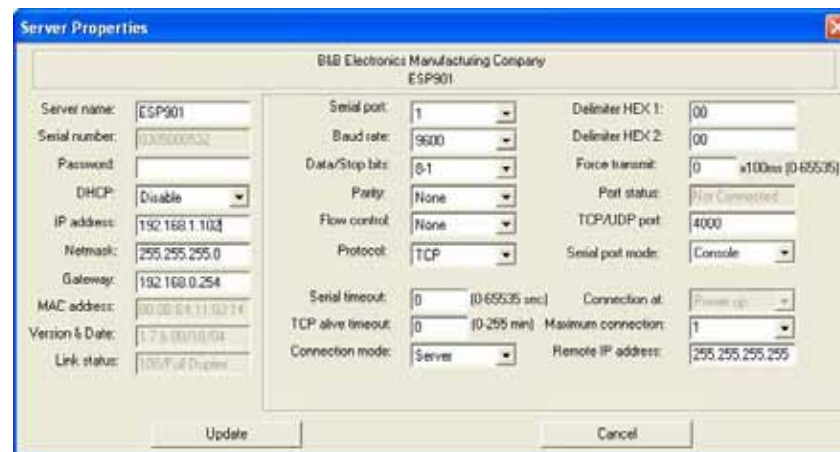 Server Properties
B&B Electronics Manufacturing Company
ESP901
Server name: ESP901
Serial number:
Password:
DHCP: Disable
IP address: 192.168.1.102
Netmask: 255.255.255.0
Gateway: 192.168.0.254
MAC address:
Version & Date:
Link status: 100/Full Duplex
Serial port: 1
Baud rate: 9600
Data/Stop bits: 8-1
Parity: None
Flow control: None
Protocol: TCP
Serial timeout: 0 (0-65535 sec)
TCP alive timeout: 0 (0-255 min)
Connection mode: Server
Delimiter HEX 1: 00
Delimiter HEX 2: 00
Force transmit: 0 x100ms (0-65535)
Port status: Not Connected
TCP/UDP port: 4000
Serial port mode: Console
Connection at: Power up
Maximum connection: 1
Remote IP address: 255.255.255.255
Update
Cancel